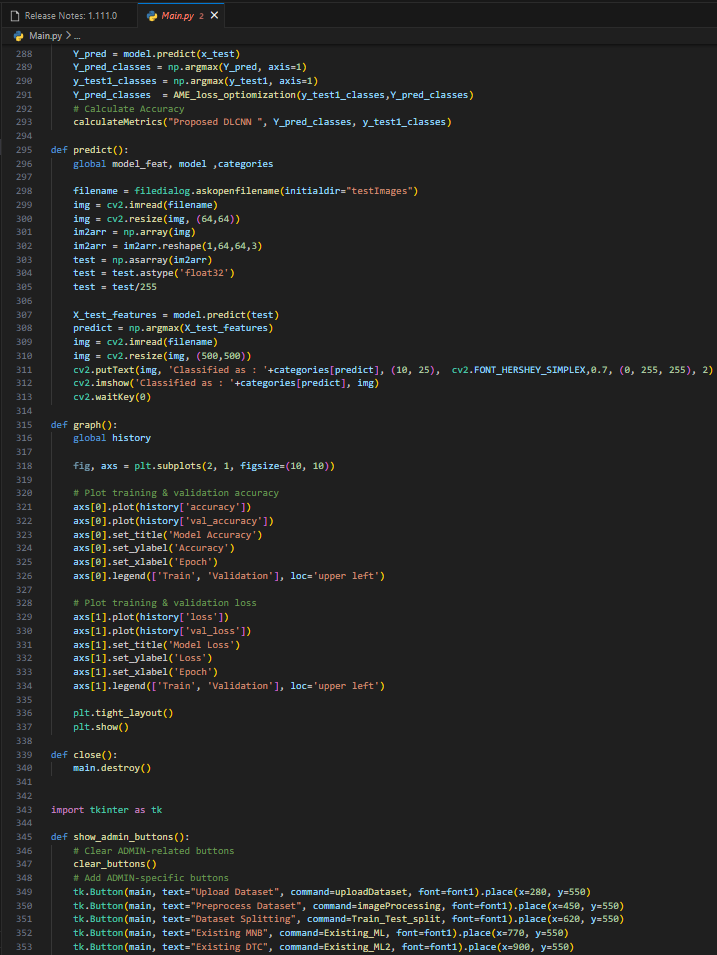 Release Notes: 1.111.0
Main.py 2 ×
Main.py > ...
288 Y_pred = model.predict(x_test)
289 Y_pred_classes = np.argmax(Y_pred, axis=1)
290 y_test1_classes = np.argmax(y_test1, axis=1)
291 Y_pred_classes  = AME_loss_optiomization(y_test1_classes,Y_pred_classes)
292 # Calculate Accuracy
293 calculateMetrics("Proposed DLCNN ", Y_pred_classes, y_test1_classes)
294
295 def predict():
296 global model_feat, model ,categories
297
298 filename = filedialog.askopenfilename(initialdir="testImages")
299 img = cv2.imread(filename)
300 img = cv2.resize(img, (64,64))
301 im2arr = np.array(img)
302 im2arr = im2arr.reshape(1,64,64,3)
303 test = np.asarray(im2arr)
304 test = test.astype('float32')
305 test = test/255
306
307 X_test_features = model.predict(test)
308 predict = np.argmax(X_test_features)
309 img = cv2.imread(filename)
310 img = cv2.resize(img, (500,500))
311 cv2.putText(img, 'Classified as : '+categories[predict], (10, 25),  cv2.FONT_HERSHEY_SIMPLEX,0.7, (0, 255, 255), 2)
312 cv2.imshow('Classified as : '+categories[predict], img)
313 cv2.waitKey(0)
314
315 def graph():
316 global history
317
318 fig, axs = plt.subplots(2, 1, figsize=(10, 10))
319
320 # Plot training & validation accuracy
321 axs[0].plot(history['accuracy'])
322 axs[0].plot(history['val_accuracy'])
323 axs[0].set_title('Model Accuracy')
324 axs[0].set_ylabel('Accuracy')
325 axs[0].set_xlabel('Epoch')
326 axs[0].legend(['Train', 'Validation'], loc='upper left')
327
328 # Plot training & validation loss
329 axs[1].plot(history['loss'])
330 axs[1].plot(history['val_loss'])
331 axs[1].set_title('Model Loss')
332 axs[1].set_ylabel('Loss')
333 axs[1].set_xlabel('Epoch')
334 axs[1].legend(['Train', 'Validation'], loc='upper left')
335
336 plt.tight_layout()
337 plt.show()
338
339 def close():
340 main.destroy()
341
342
343 import tkinter as tk
344
345 def show_admin_buttons():
346 # Clear ADMIN-related buttons
347 clear_buttons()
348 # Add ADMIN-specific buttons
349 tk.Button(main, text="Upload Dataset", command=uploadDataset, font=font1).place(x=280, y=550)
350 tk.Button(main, text="Preprocess Dataset", command=imageProcessing, font=font1).place(x=450, y=550)
351 tk.Button(main, text="Dataset Splitting", command=Train_Test_split, font=font1).place(x=620, y=550)
352 tk.Button(main, text="Existing MNB", command=Existing_ML, font=font1).place(x=770, y=550)
353 tk.Button(main, text="Existing DTC", command=Existing_ML2, font=font1).place(x=900, y=550)